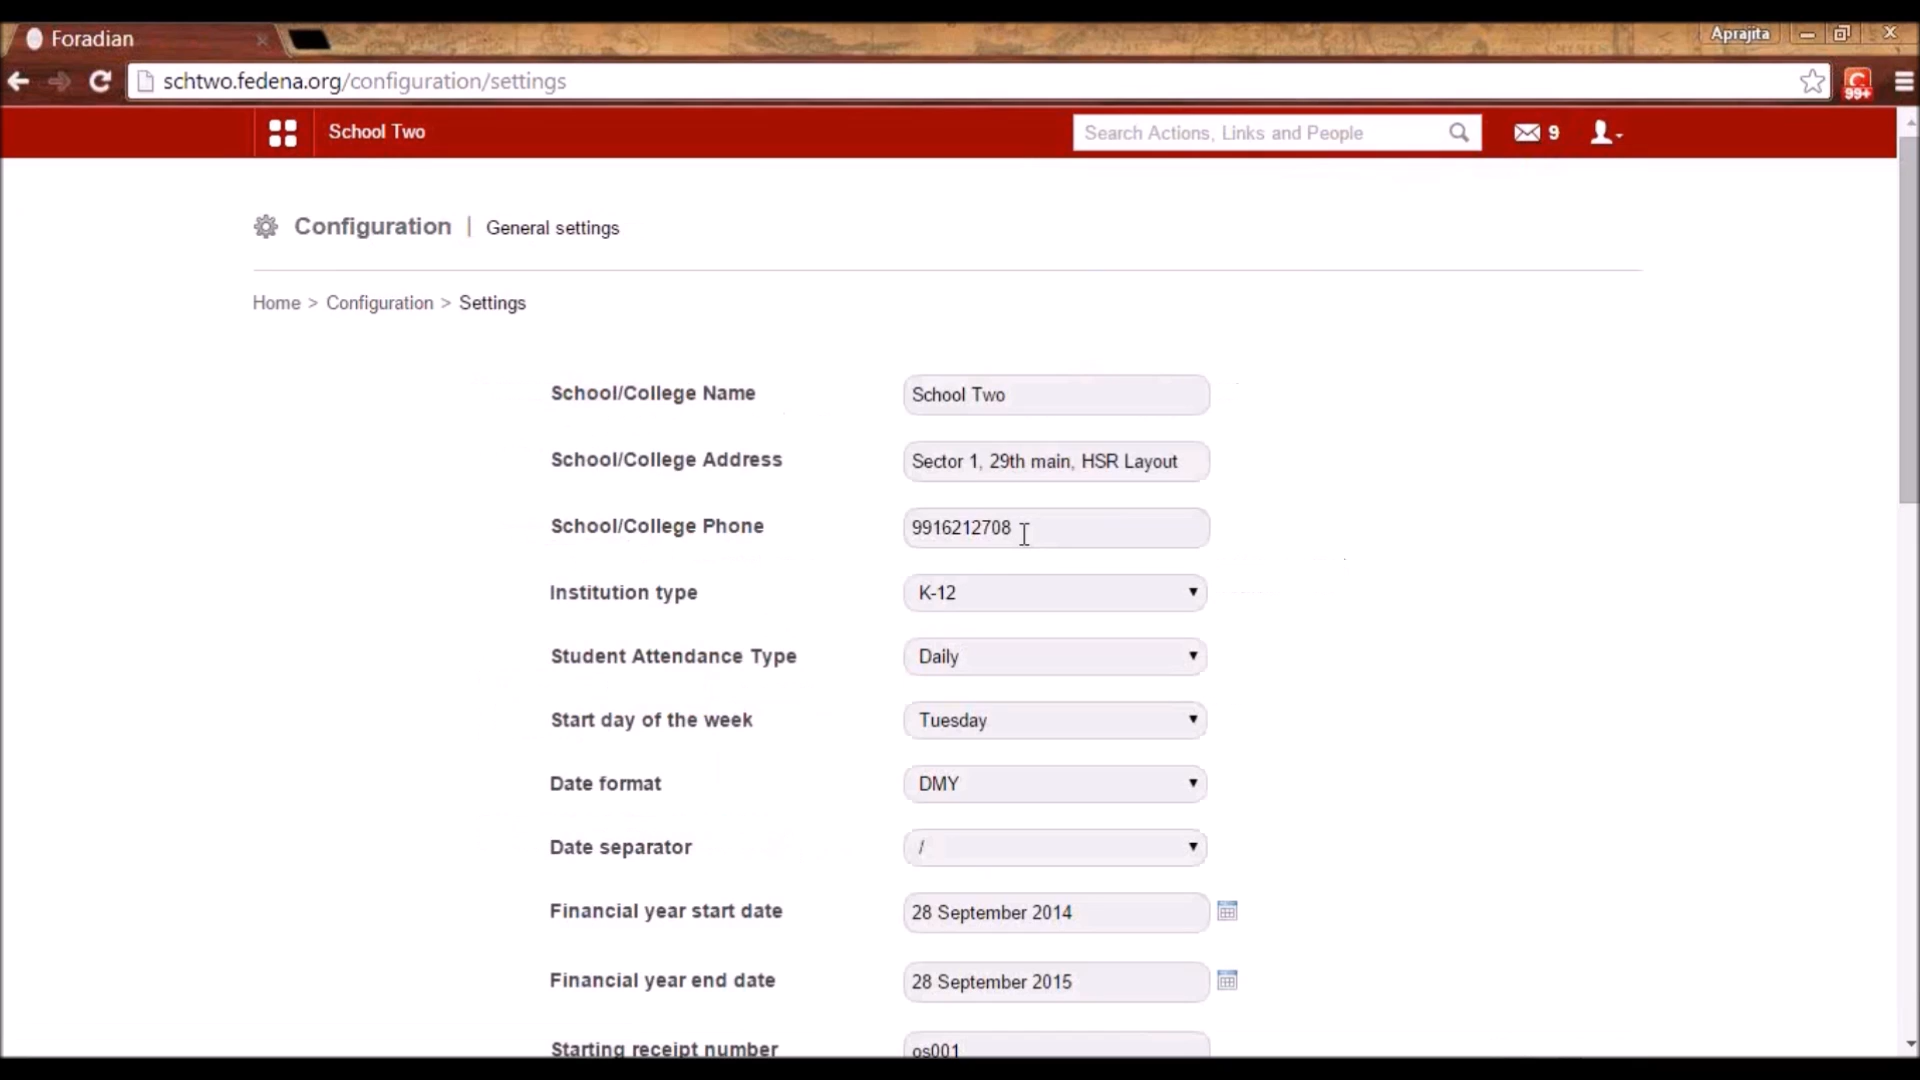 Foradian
Aprajita
schtwo.fedena.org/configuration/settings
99+
School Two
Search Actions, Links and People
9
Configuration | General settings
Home > Configuration > Settings
School/College Name School Two
School/College Address Sector 1, 29th main, HSR Layout
School/College Phone 9916212708
Institution type K-12
Student Attendance Type Daily
Start day of the week Tuesday
Date format DMY
Date separator /
Financial year start date 28 September 2014
Financial year end date 28 September 2015
Starting receipt number os001